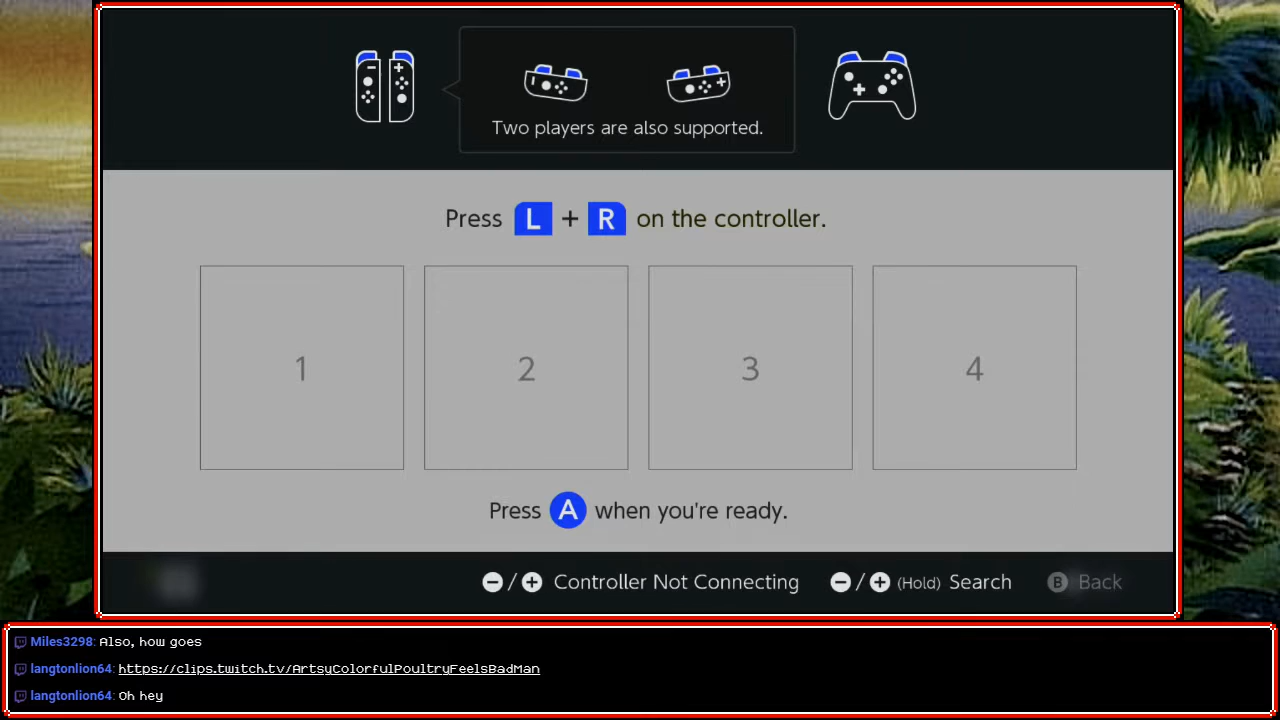 Two players are also supported.
Press L + R on the controller.
1 2 3 4
Press A when you're ready.
−/+ Controller Not Connecting −/+ (Hold) Search B Back
Miles3298: Also, how goes
langtonlion64: https://clips.twitch.tv/ArtsyColorfulPoultryFeelsBadMan
langtonlion64: Oh hey